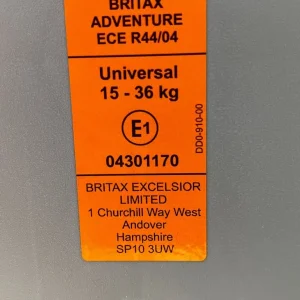 BRITAX
ADVENTURE
ECE R44/04
Universal
15 - 36 kg
E1
04301170
DD0-910-00
BRITAX EXCELSIOR
LIMITED
1 Churchill Way West
Andover
Hampshire
SP10 3UW